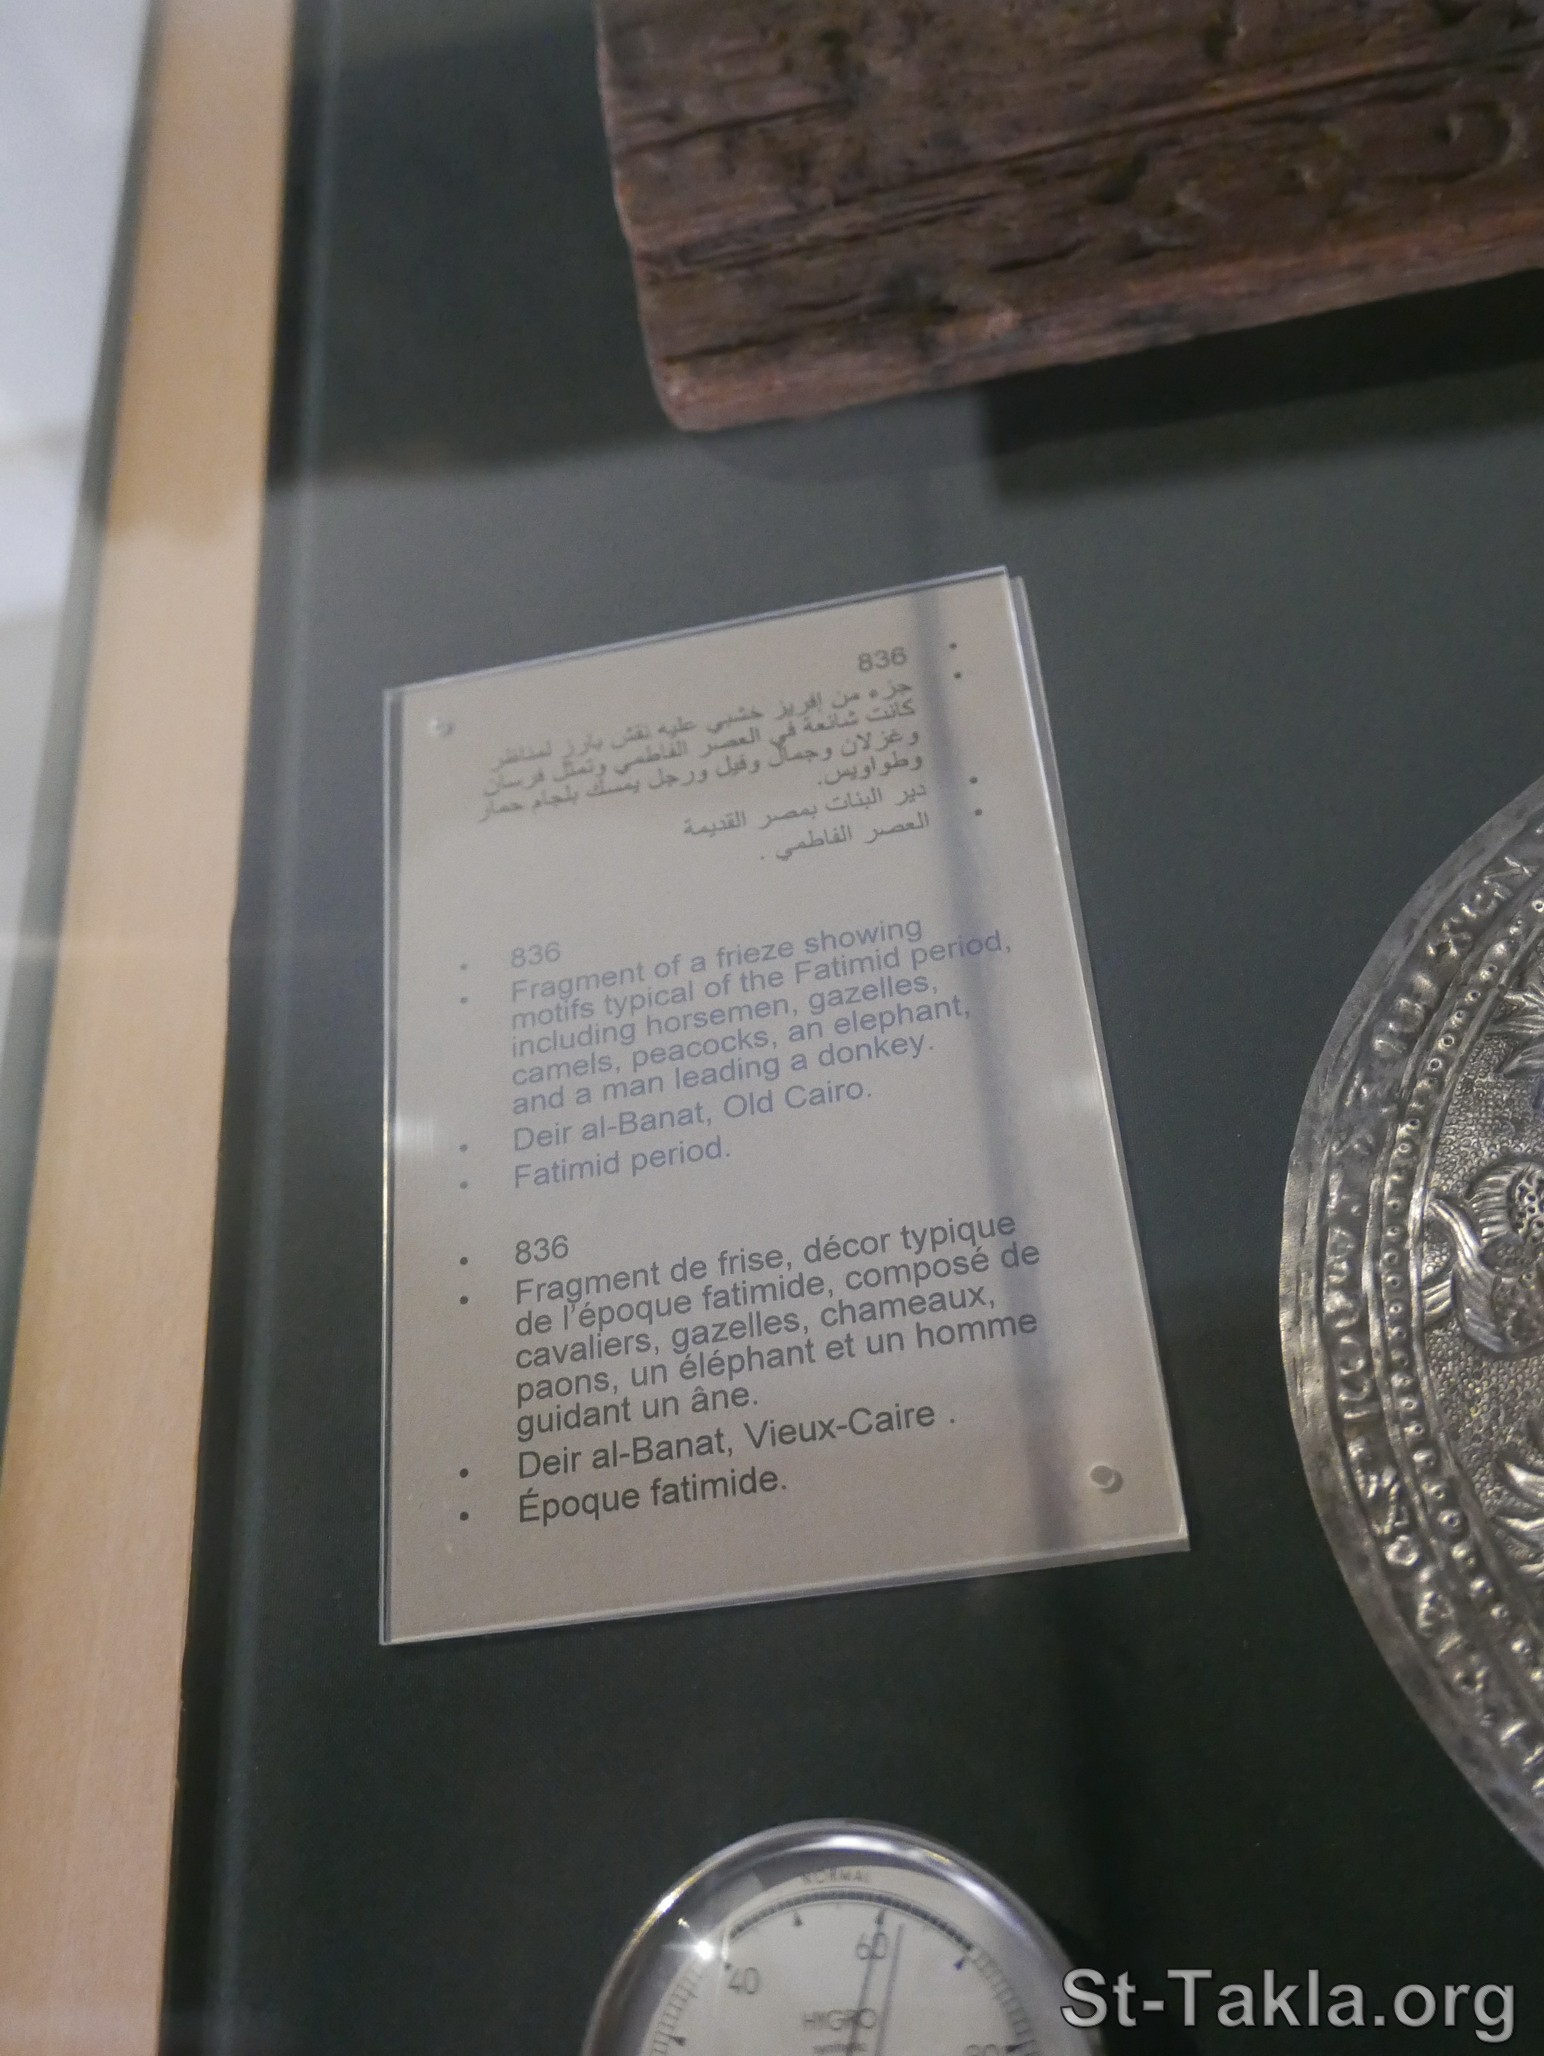 836
جزء من إفريز خشبي عليه نقش بارز لمناظر
كانت شائعة في العصر الفاطمي وتمثل فرسان
وغزلان وجمال وفيل ورجل يمسك بلجام حمار
وطواويس.
دير البنات بمصر القديمة
العصر الفاطمي .
• 836
• Fragment of a frieze showing
motifs typical of the Fatimid period,
including horsemen, gazelles,
camels, peacocks, an elephant,
and a man leading a donkey.
• Deir al-Banat, Old Cairo.
• Fatimid period.
• 836
• Fragment de frise, décor typique
de l'époque fatimide, composé de
cavaliers, gazelles, chameaux,
paons, un éléphant et un homme
guidant un âne.
• Deir al-Banat, Vieux-Caire .
• Époque fatimide.
NORMAL
40 60 80
HYGRO
St-Takla.org